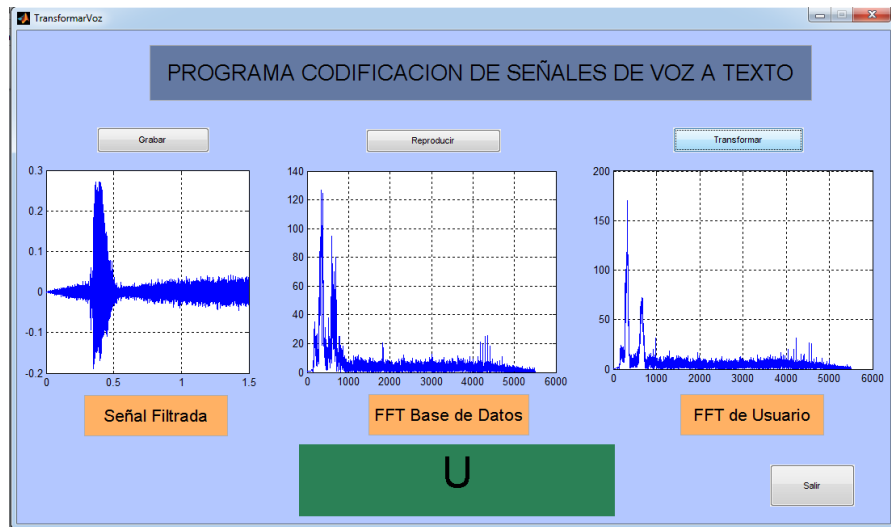 TransformarVoz
PROGRAMA CODIFICACION DE SEÑALES DE VOZ A TEXTO
Grabar
Reproducir
Transformar
0.3
0.2
0.1
0
-0.1
-0.2
0 0.5 1 1.5
140
120
100
80
60
40
20
0
0 1000 2000 3000 4000 5000 6000
200
150
100
50
0
0 1000 2000 3000 4000 5000 6000
Señal Filtrada
FFT Base de Datos
FFT de Usuario
U
Salir